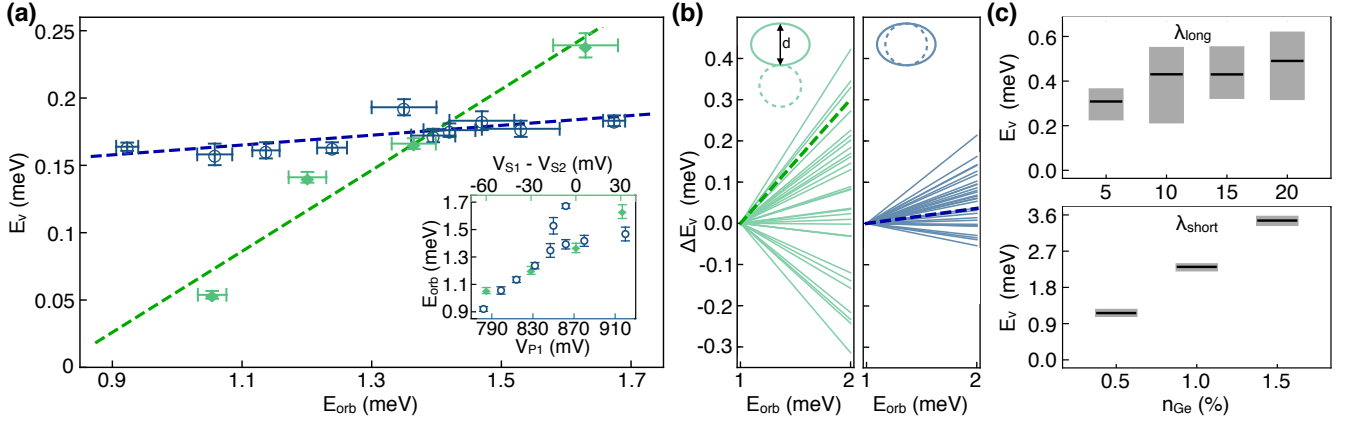 (a)
0.25
0.2
0.15
0.1
0.05
0
E_v (meV)
0.9 1.1 1.3 1.5 1.7
E_orb (meV)
V_S1 - V_S2 (mV)
-60 -30 0 30
1.7
1.5
1.3
1.1
0.9
E_orb (meV)
790 830 870 910
V_P1 (mV)
(b)
d
0.4
0.3
0.2
0.1
0.0
-0.1
-0.2
-0.3
ΔE_v (meV)
1 2 1 2
E_orb (meV) E_orb (meV)
(c)
λ_long
0.6
0.4
0.2
0.0
E_v (meV)
5 10 15 20
λ_short
3.6
2.7
1.8
0.9
0.0
E_v (meV)
0.5 1.0 1.5
n_Ge (%)